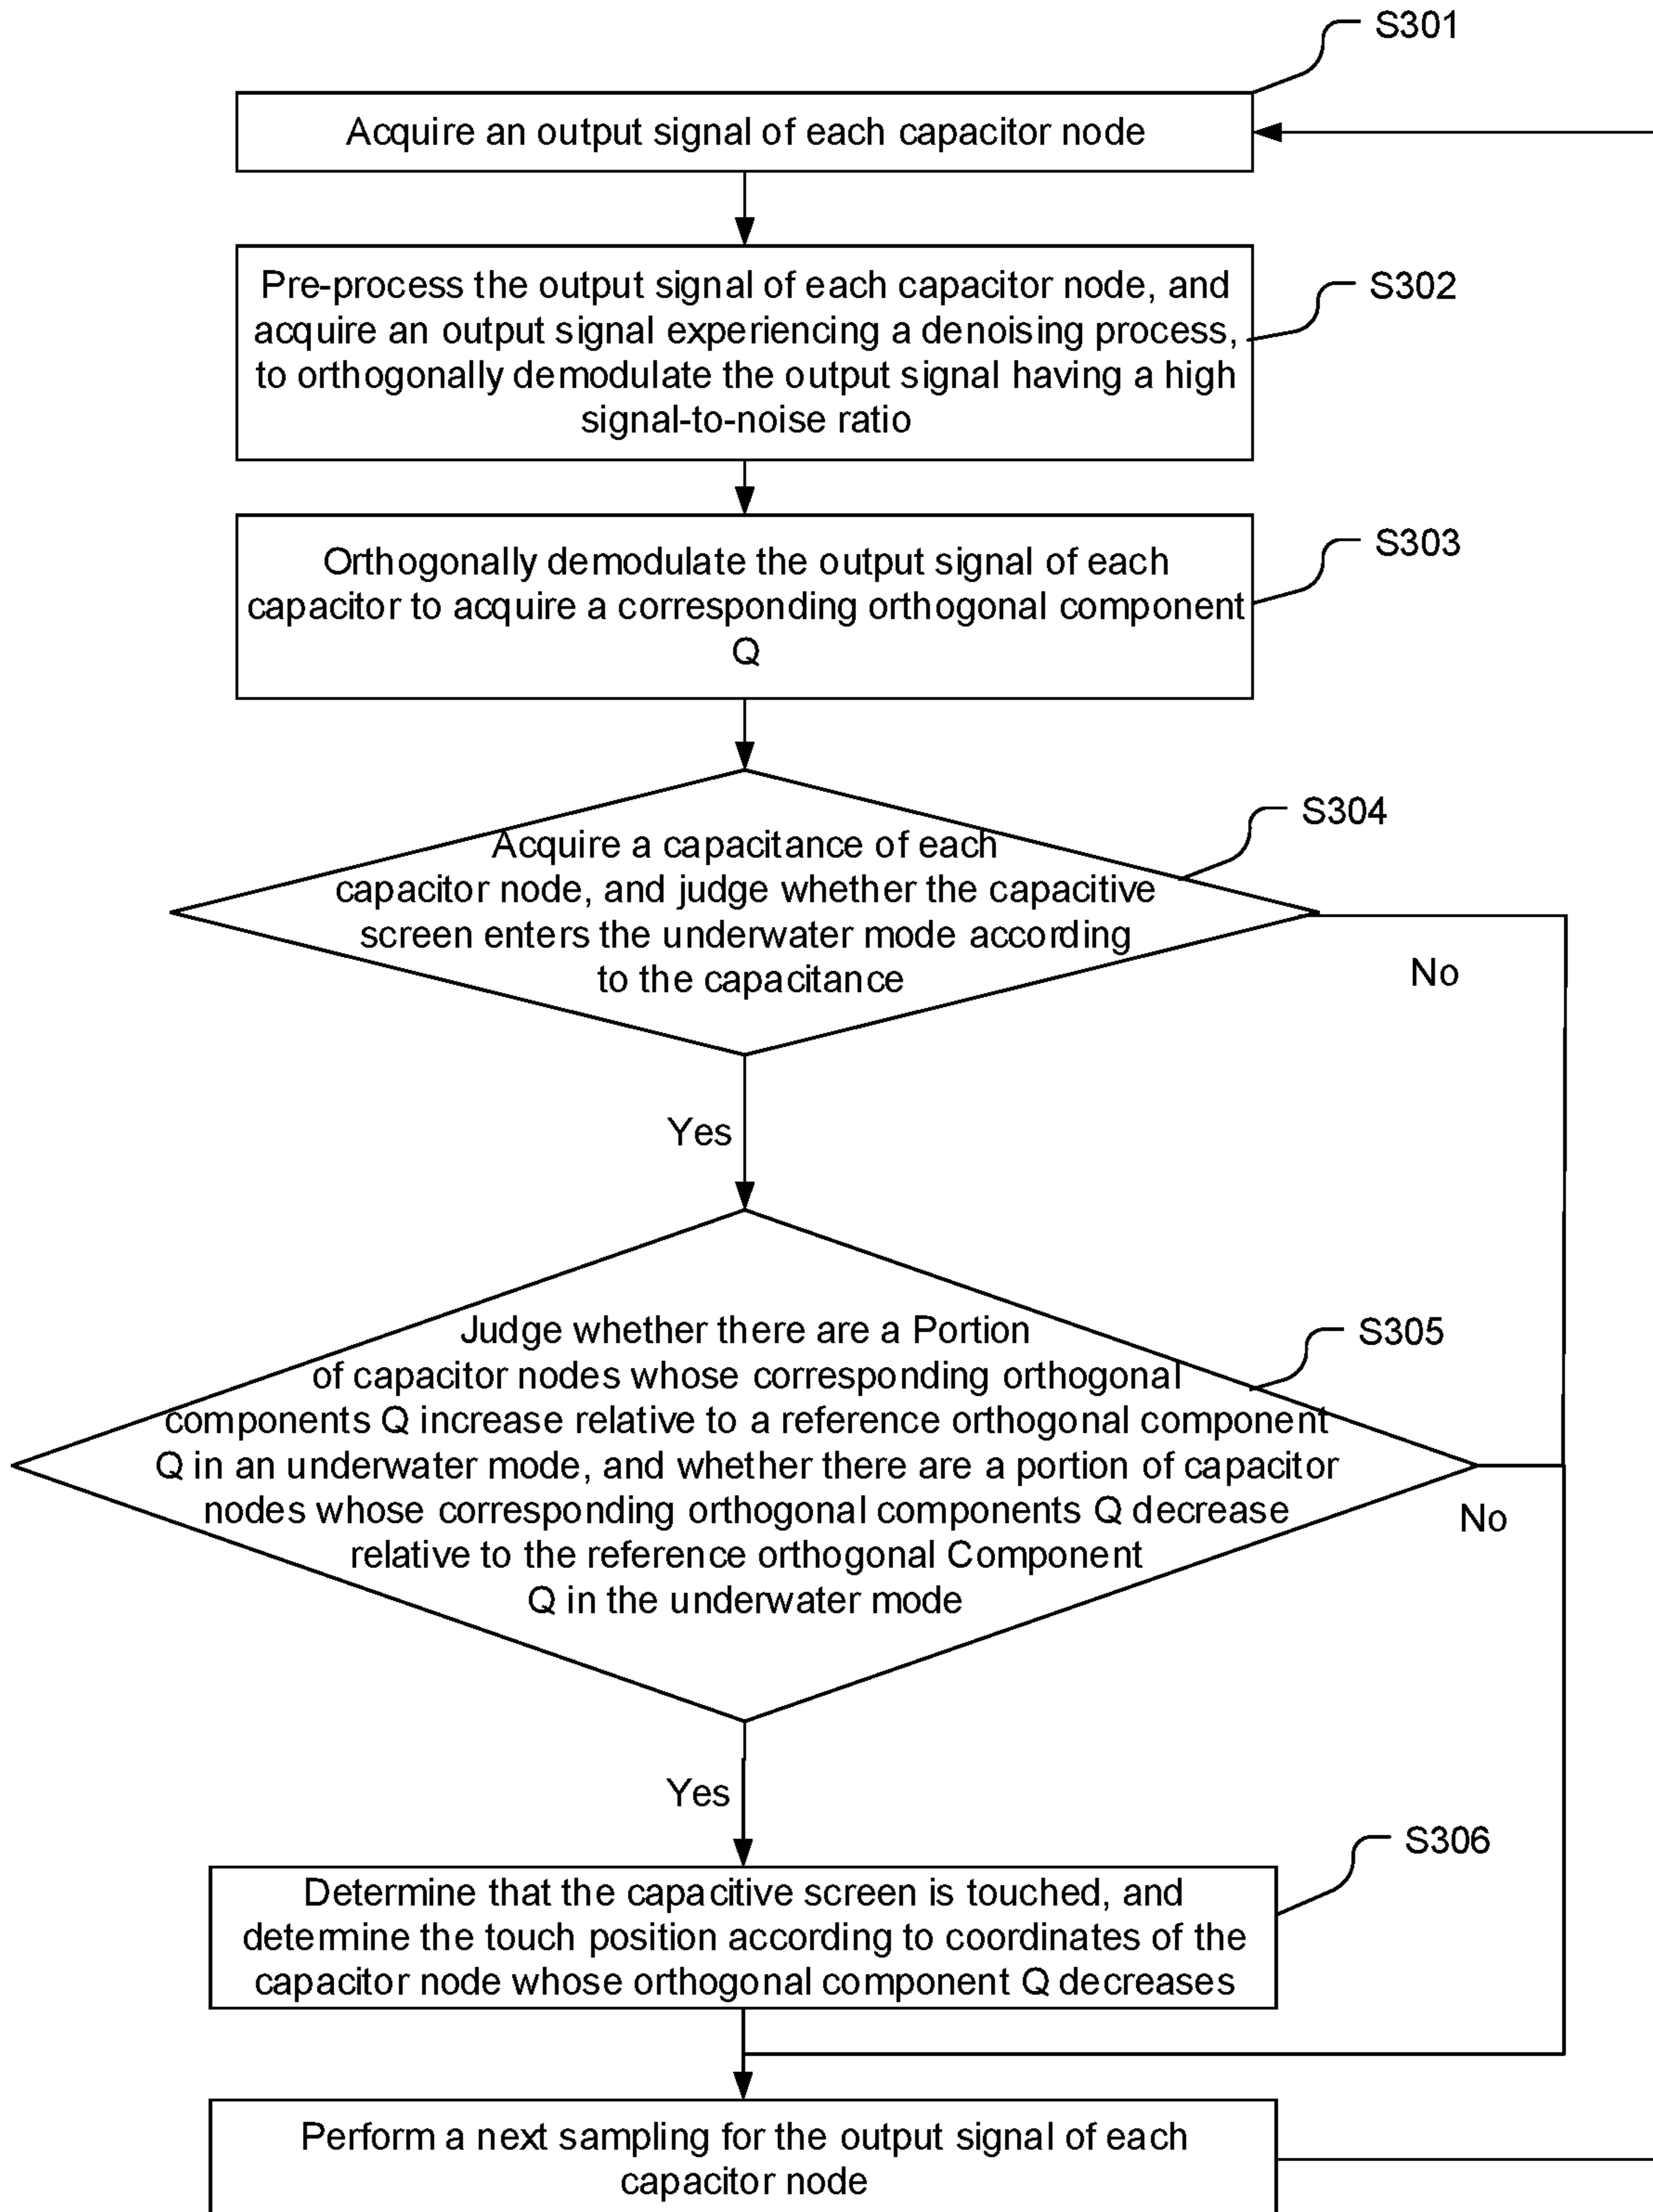 S301
Acquire an output signal of each capacitor node
Pre-process the output signal of each capacitor node, and
acquire an output signal experiencing a denoising process,
to orthogonally demodulate the output signal having a high
signal-to-noise ratio
S302
Orthogonally demodulate the output signal of each
capacitor to acquire a corresponding orthogonal component
Q
S303
Acquire a capacitance of each
capacitor node, and judge whether the capacitive
screen enters the underwater mode according
to the capacitance
S304
No
Yes
Judge whether there are a Portion
of capacitor nodes whose corresponding orthogonal
components Q increase relative to a reference orthogonal component
Q in an underwater mode, and whether there are a portion of capacitor
nodes whose corresponding orthogonal components Q decrease
relative to the reference orthogonal Component
Q in the underwater mode
S305
No
Yes
S306
Determine that the capacitive screen is touched, and
determine the touch position according to coordinates of the
capacitor node whose orthogonal component Q decreases
Perform a next sampling for the output signal of each
capacitor node